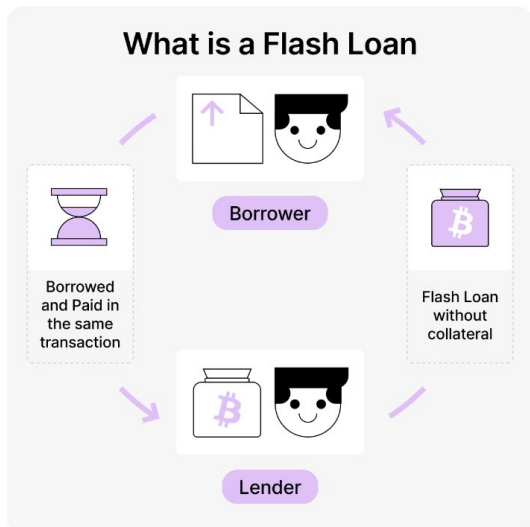 What is a Flash Loan
Borrower
Borrowed
and Paid in
the same
transaction
Flash Loan
without
collateral
Lender